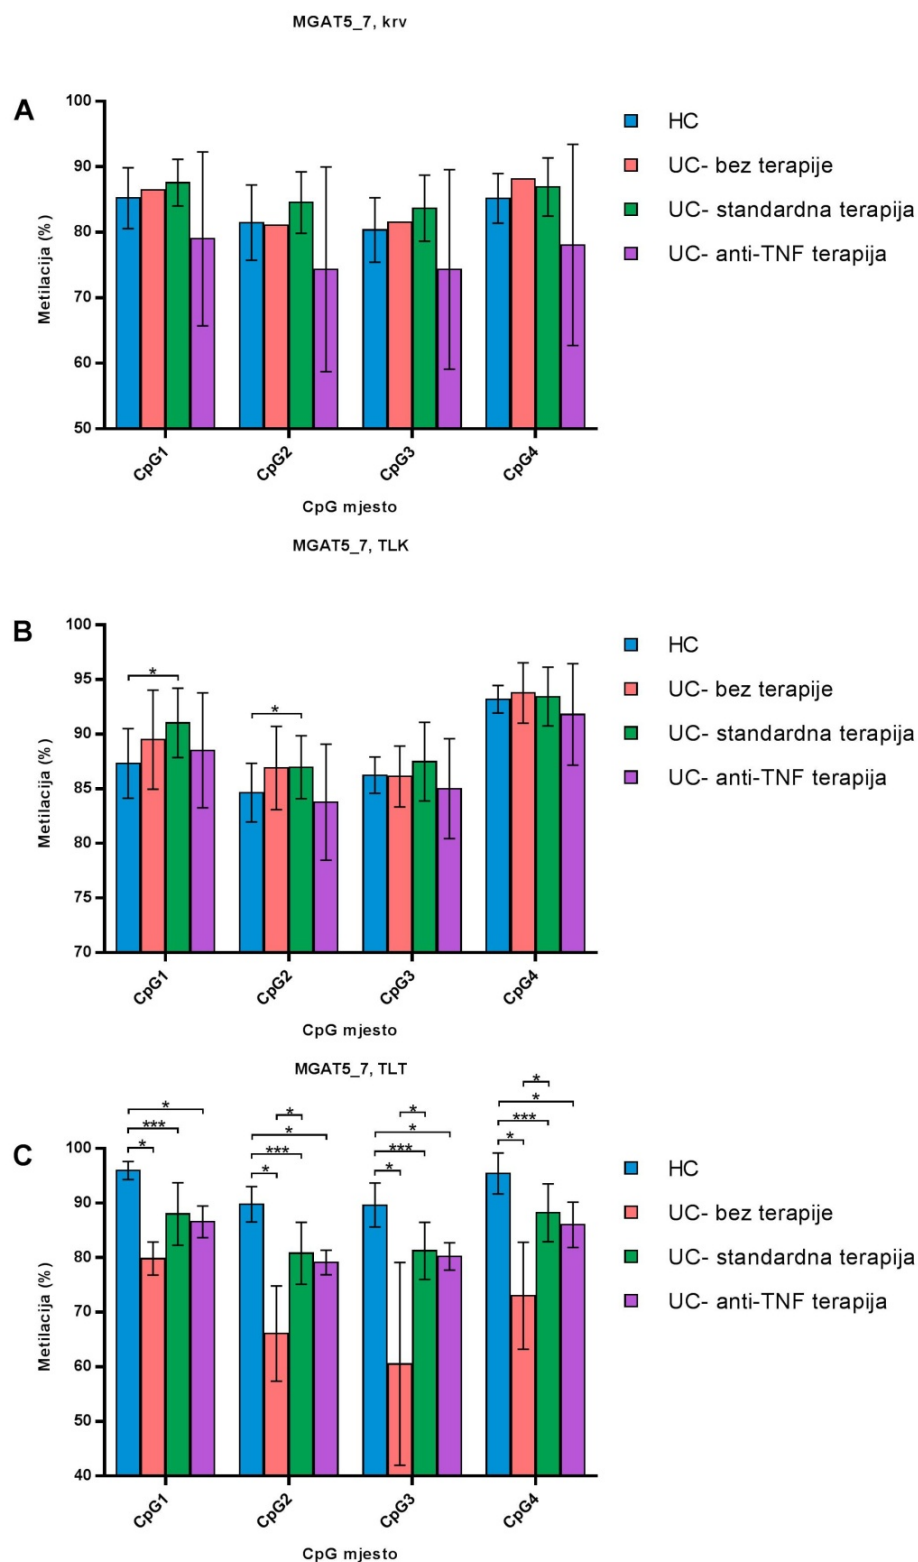 MGAT5_7, krv
A
Metilacija (%)
100
90
80
70
60
50
CpG1
CpG2
CpG3
CpG4
CpG mjesto
HC
UC- bez terapije
UC- standardna terapija
UC- anti-TNF terapija
MGAT5_7, TLK
B
Metilacija (%)
100
95
90
85
80
75
70
*
*
CpG1
CpG2
CpG3
CpG4
CpG mjesto
HC
UC- bez terapije
UC- standardna terapija
UC- anti-TNF terapija
MGAT5_7, TLT
C
Metilacija (%)
100
90
80
70
60
50
40
*
***
*
*
*
***
*
*
*
***
*
*
*
***
*
CpG1
CpG2
CpG3
CpG4
CpG mjesto
HC
UC- bez terapije
UC- standardna terapija
UC- anti-TNF terapija